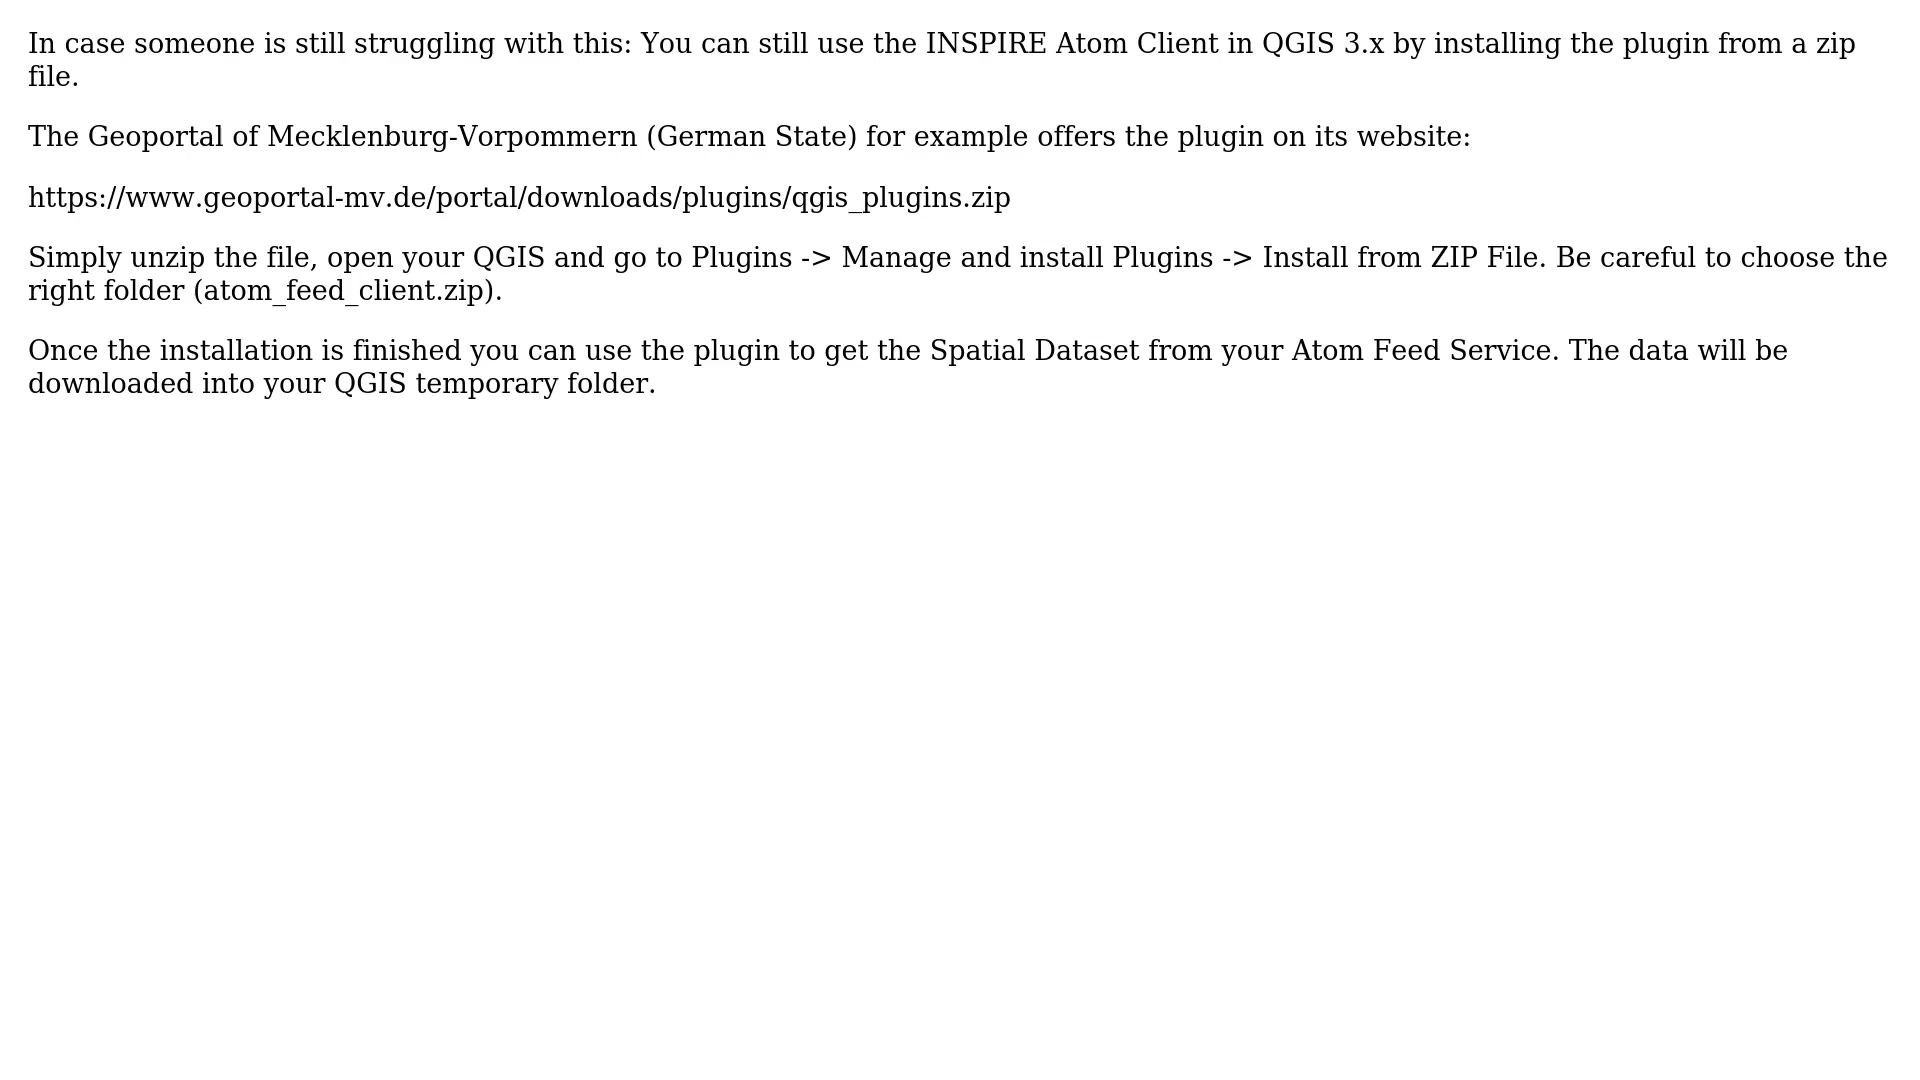 In case someone is still struggling with this: You can still use the INSPIRE Atom Client in QGIS 3.x by installing the plugin from a zip
file.
The Geoportal of Mecklenburg-Vorpommern (German State) for example offers the plugin on its website:
https://www.geoportal-mv.de/portal/downloads/plugins/qgis_plugins.zip
Simply unzip the file, open your QGIS and go to Plugins -> Manage and install Plugins -> Install from ZIP File. Be careful to choose the
right folder (atom_feed_client.zip).
Once the installation is finished you can use the plugin to get the Spatial Dataset from your Atom Feed Service. The data will be
downloaded into your QGIS temporary folder.